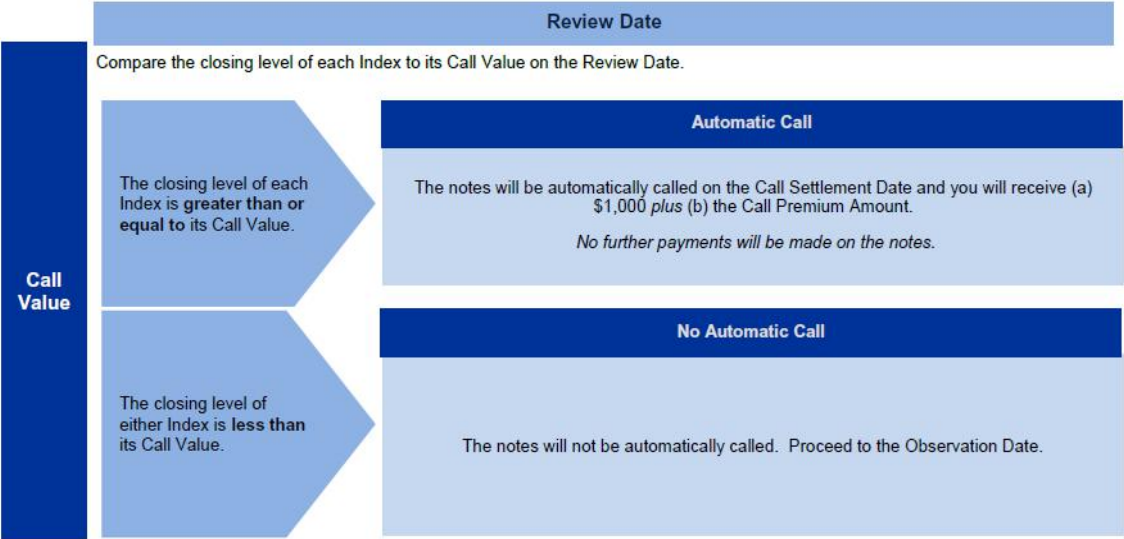 Review Date
Compare the closing level of each Index to its Call Value on the Review Date.
Call
Value
The closing level of each
Index is greater than or
equal to its Call Value.
Automatic Call
The notes will be automatically called on the Call Settlement Date and you will receive (a)
$1,000 plus (b) the Call Premium Amount.
No further payments will be made on the notes.
The closing level of
either Index is less than
its Call Value.
No Automatic Call
The notes will not be automatically called.  Proceed to the Observation Date.